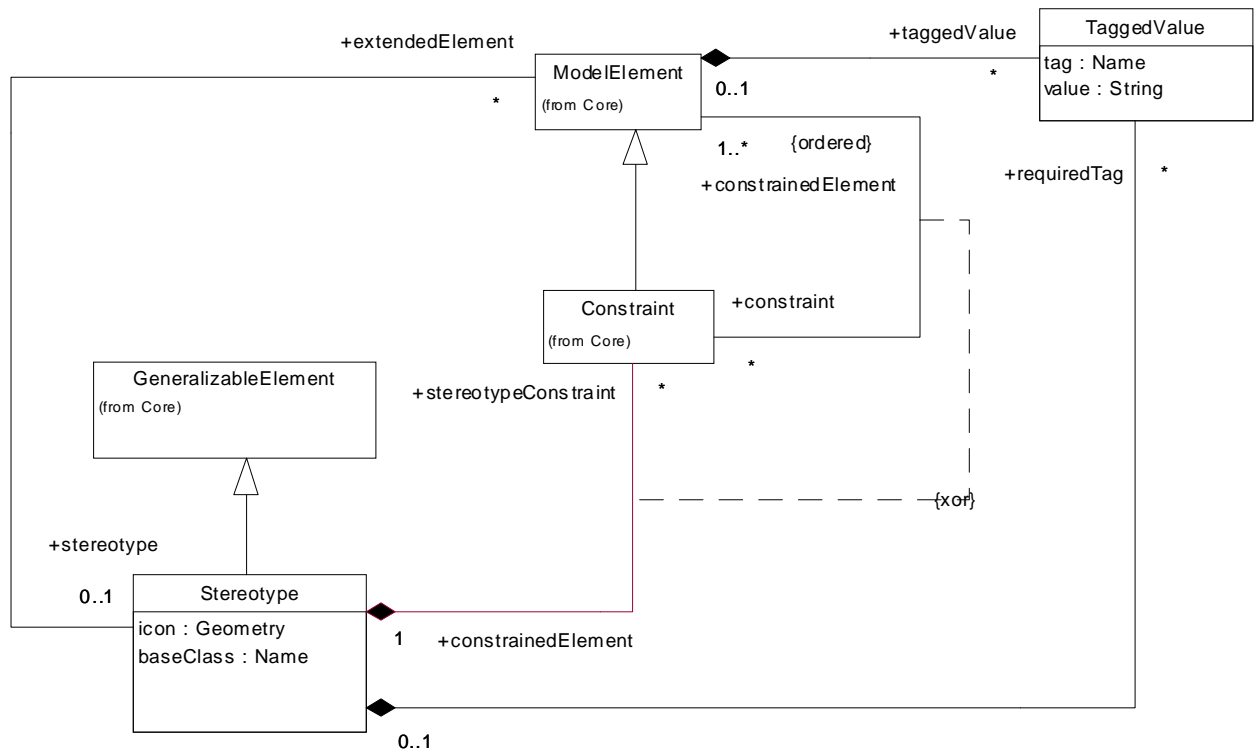 TaggedValue
tag : Name
value : String
+taggedValue
*
+extendedElement
*
ModelElement
(from Core)
0..1
1..*
{ordered}
+constrainedElement
+requiredTag
*
Constraint
(from Core)
+constraint
*
+stereotypeConstraint
*
GeneralizableElement
(from Core)
{xor}
+stereotype
0..1
Stereotype
icon : Geometry
baseClass : Name
1
+constrainedElement
0..1